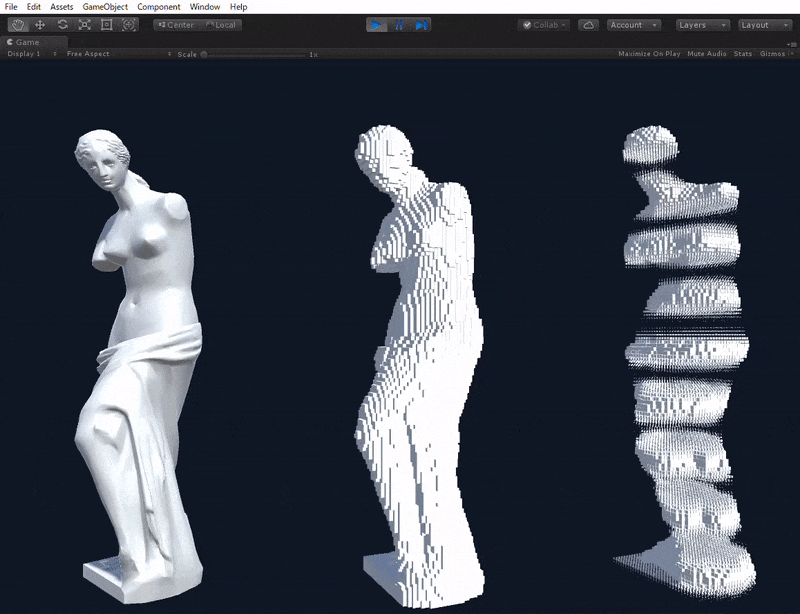 File Edit Assets GameObject Component Window Help
Center Local Collab Account Layers Layout
Game
Display 1 Free Aspect Scale 1x Maximize On Play Mute Audio Stats Gizmos